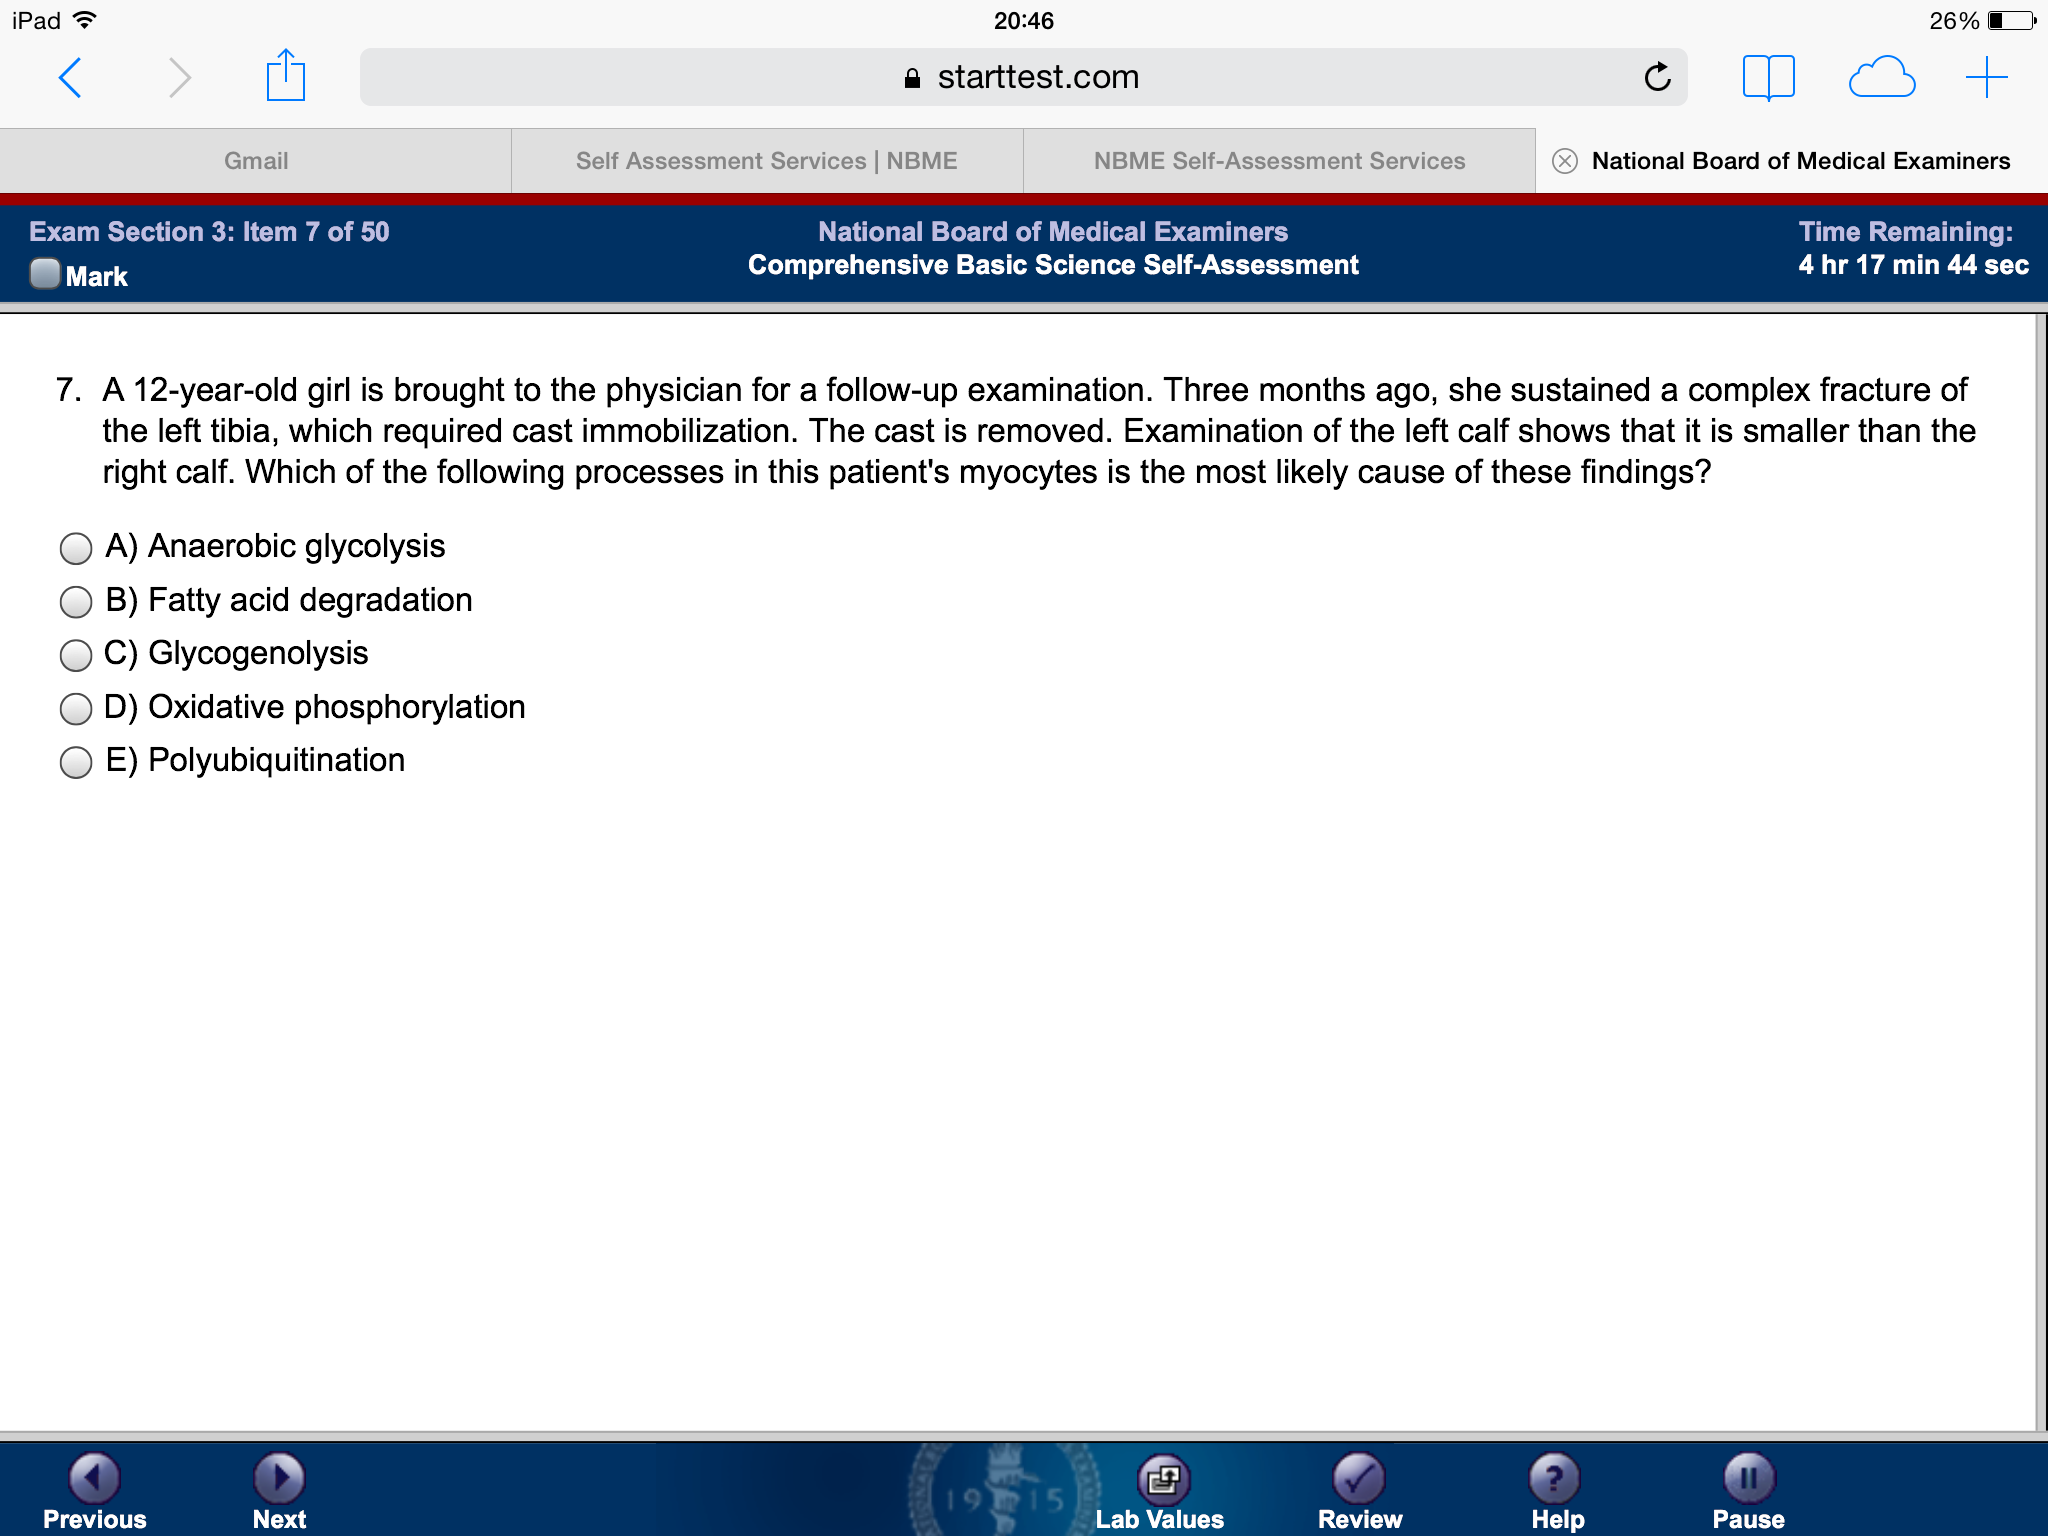 iPad
20:46
26%
starttest.com
Gmail
Self Assessment Services | NBME
NBME Self-Assessment Services
National Board of Medical Examiners
Exam Section 3: Item 7 of 50
National Board of Medical Examiners
Time Remaining:
Mark
Comprehensive Basic Science Self-Assessment
4 hr 17 min 44 sec
7. A 12-year-old girl is brought to the physician for a follow-up examination. Three months ago, she sustained a complex fracture of
the left tibia, which required cast immobilization. The cast is removed. Examination of the left calf shows that it is smaller than the
right calf. Which of the following processes in this patient's myocytes is the most likely cause of these findings?
A) Anaerobic glycolysis
B) Fatty acid degradation
C) Glycogenolysis
D) Oxidative phosphorylation
E) Polyubiquitination
1915
Previous
Next
Lab Values
Review
Help
Pause